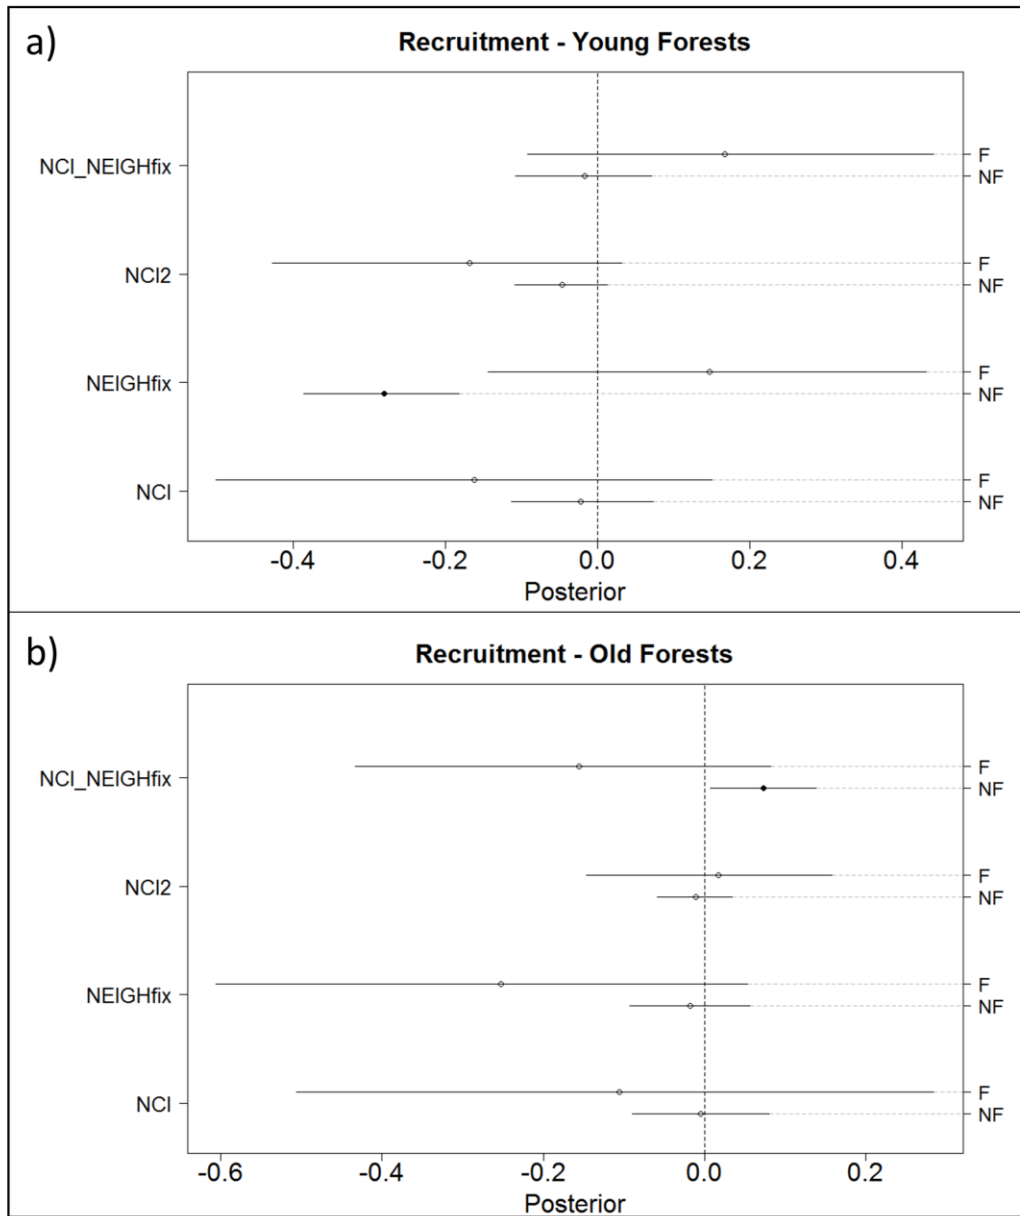 a)
Recruitment - Young Forests
NCI_NEIGHfix
F
NF
NCI2
F
NF
NEIGHfix
F
NF
NCI
F
NF
-0.4 -0.2 0.0 0.2 0.4
Posterior
b)
Recruitment - Old Forests
NCI_NEIGHfix
F
NF
NCI2
F
NF
NEIGHfix
F
NF
NCI
F
NF
-0.6 -0.4 -0.2 0.0 0.2
Posterior